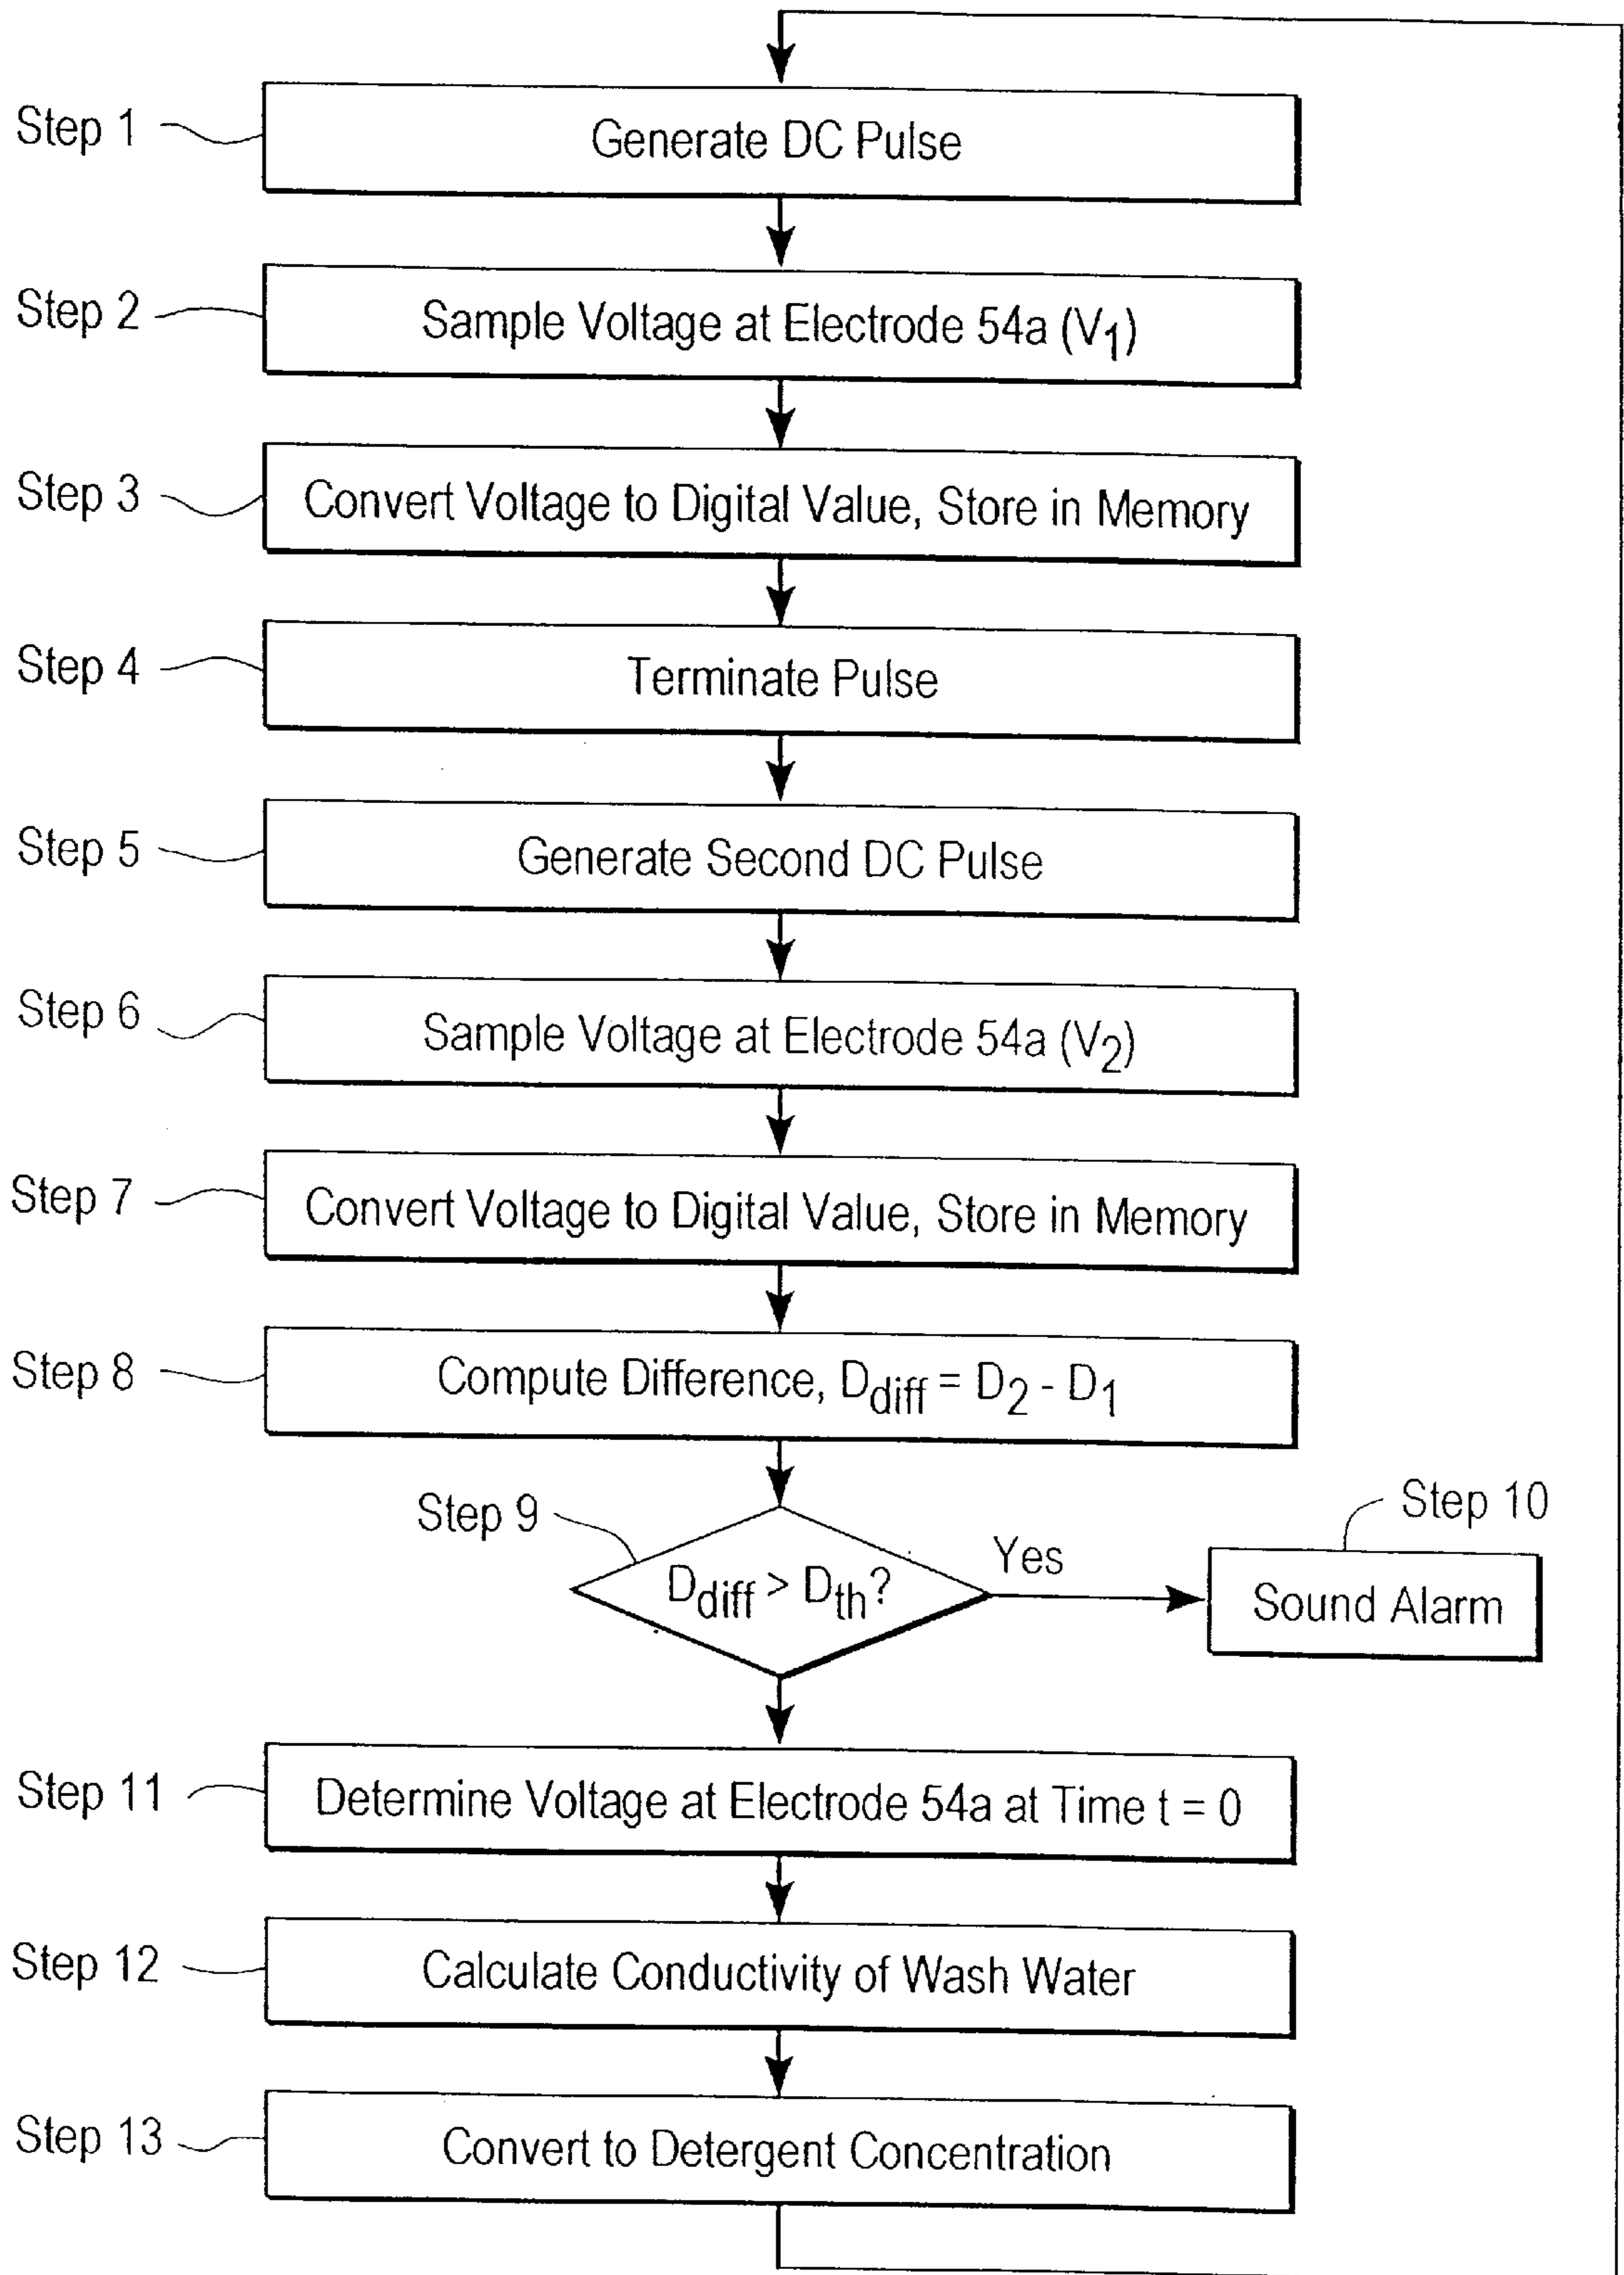 Step 1
Generate DC Pulse
Step 2
Sample Voltage at Electrode 54a (V1)
Step 3
Convert Voltage to Digital Value, Store in Memory
Step 4
Terminate Pulse
Step 5
Generate Second DC Pulse
Step 6
Sample Voltage at Electrode 54a (V2)
Step 7
Convert Voltage to Digital Value, Store in Memory
Step 8
Compute Difference, Ddiff = D2 - D1
Step 9
Ddiff > Dth?
Yes
Step 10
Sound Alarm
Step 11
Determine Voltage at Electrode 54a at Time t = 0
Step 12
Calculate Conductivity of Wash Water
Step 13
Convert to Detergent Concentration